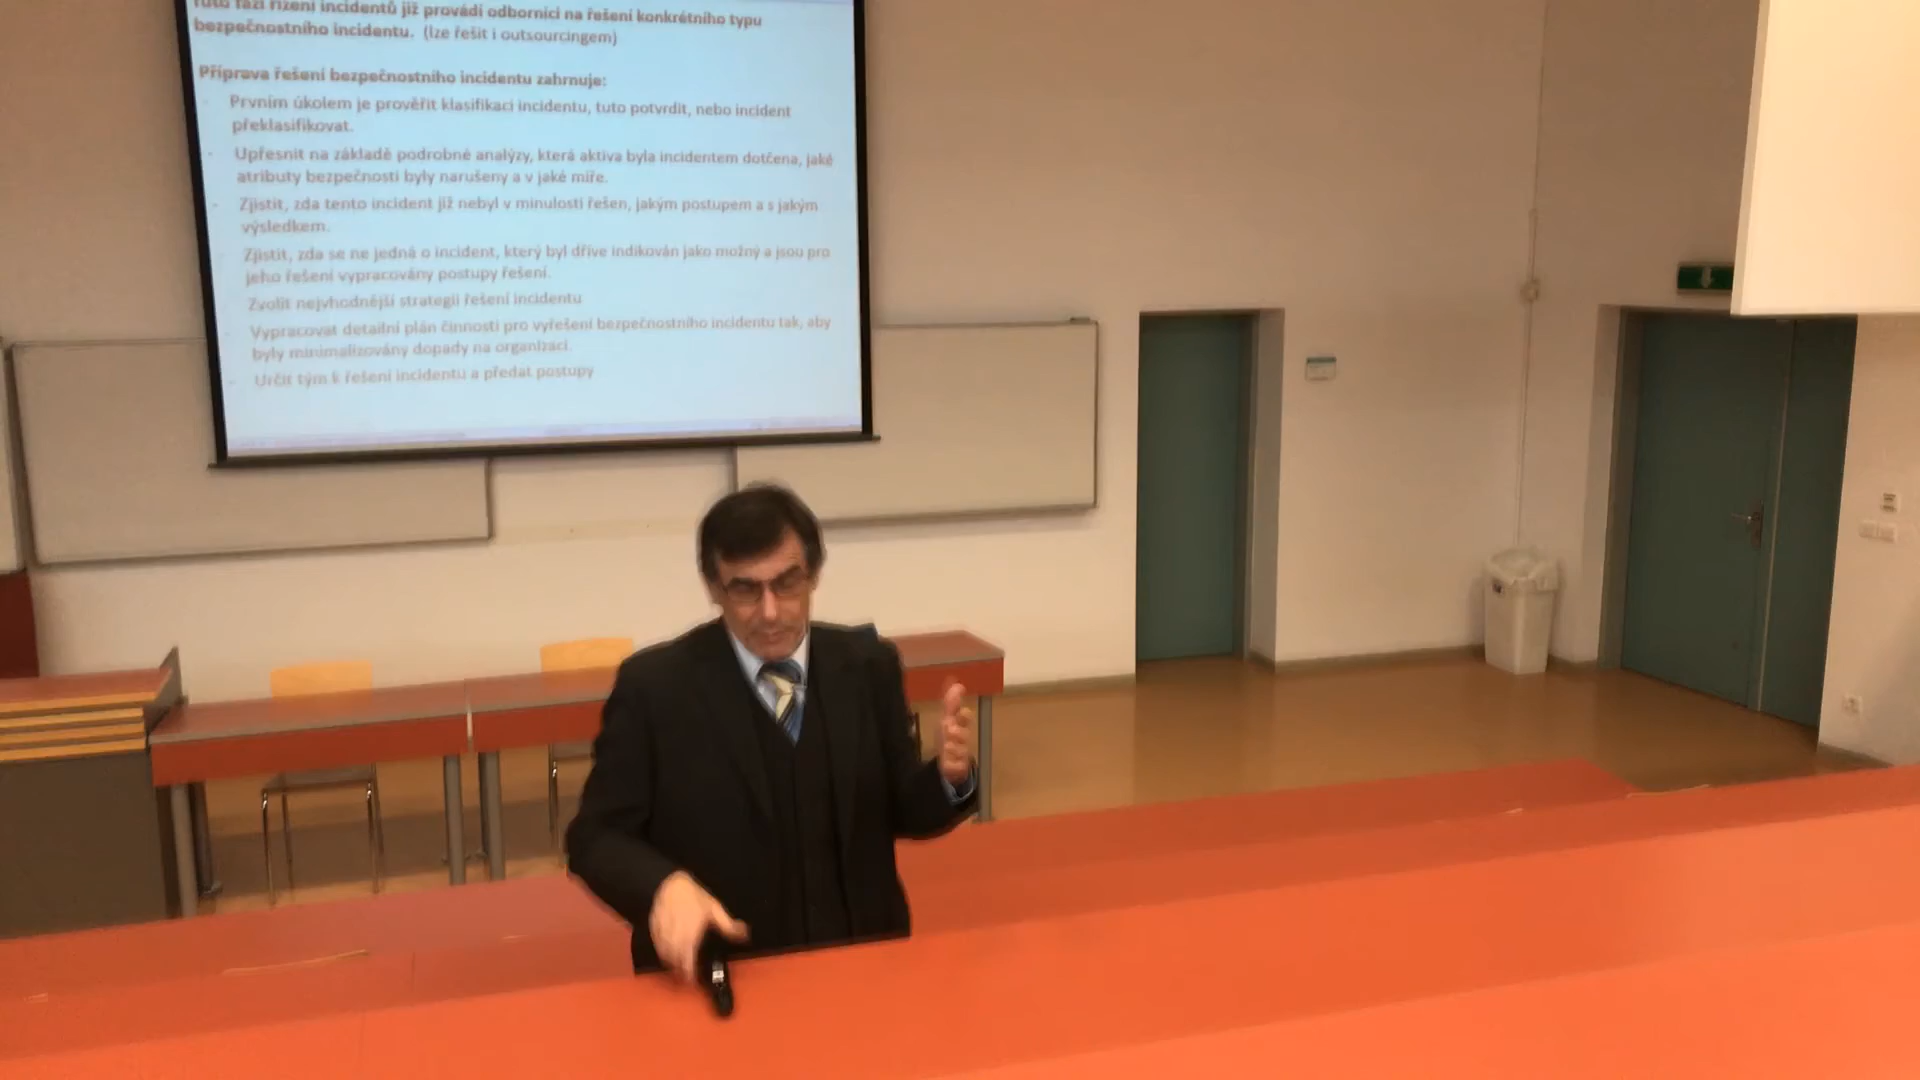 Tuto fázi řízení incidentů již provádí odborníci na řešení konkrétního typu
bezpečnostního incidentu. (lze řešit i outsourcingem)
Příprava řešení bezpečnostního incidentu zahrnuje:
- Prvním úkolem je prověřit klasifikaci incidentu, tuto potvrdit, nebo incident
překlasifikovat.
- Upřesnit na základě podrobné analýzy, která aktiva byla incidentem dotčena, jaké
atributy bezpečnosti byly narušeny a v jaké míře.
- Zjistit, zda tento incident již nebyl v minulosti řešen, jakým postupem a s jakým
výsledkem.
Zjistit, zda se ne jedná o incident, který byl dříve indikován jako možný a jsou pro
jeho řešení vypracovány postupy řešení.
Zvolit nejvhodnější strategii řešení incidentu
Vypracovat detailní plán činností pro vyřešení bezpečnostního incidentu tak, aby
byly minimalizovány dopady na organizaci.
- Určit tým k řešení incidentu a předat postupy